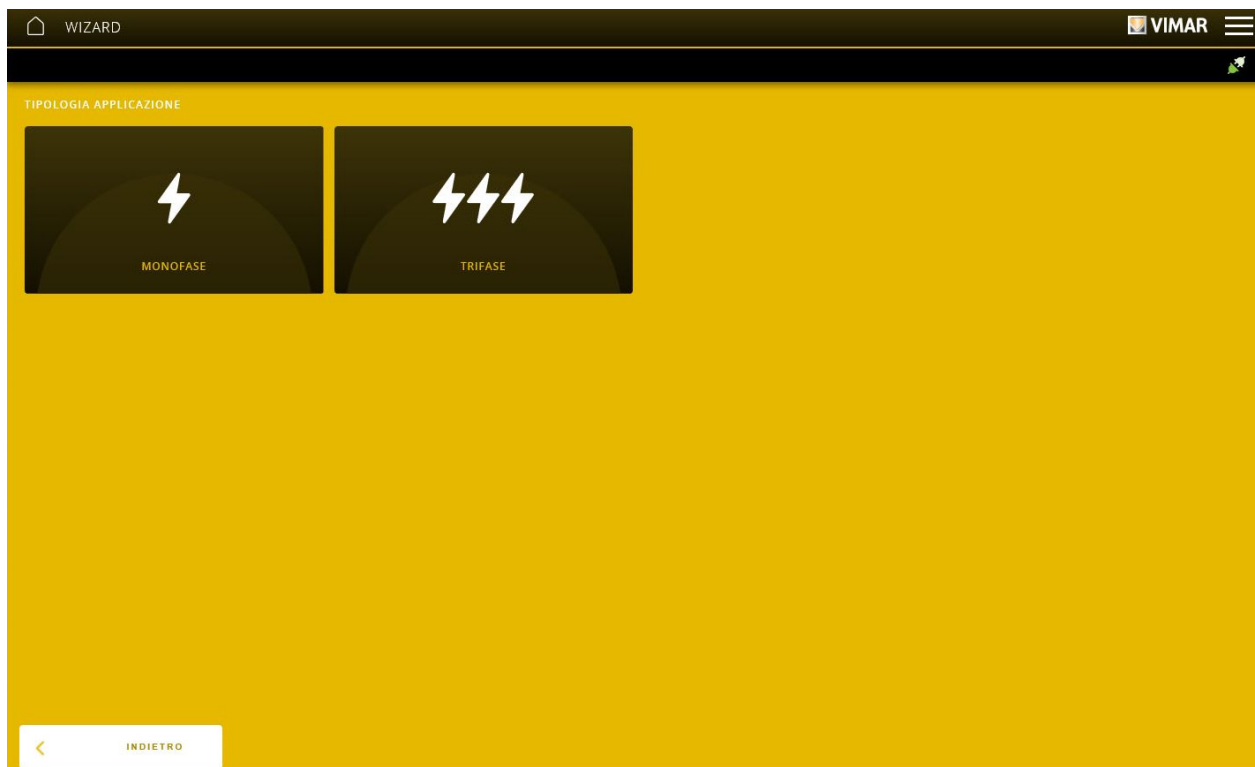 WIZARD
VIMAR
TIPOLOGIA APPLICAZIONE
MONOFASE
TRIFASE
INDIETRO